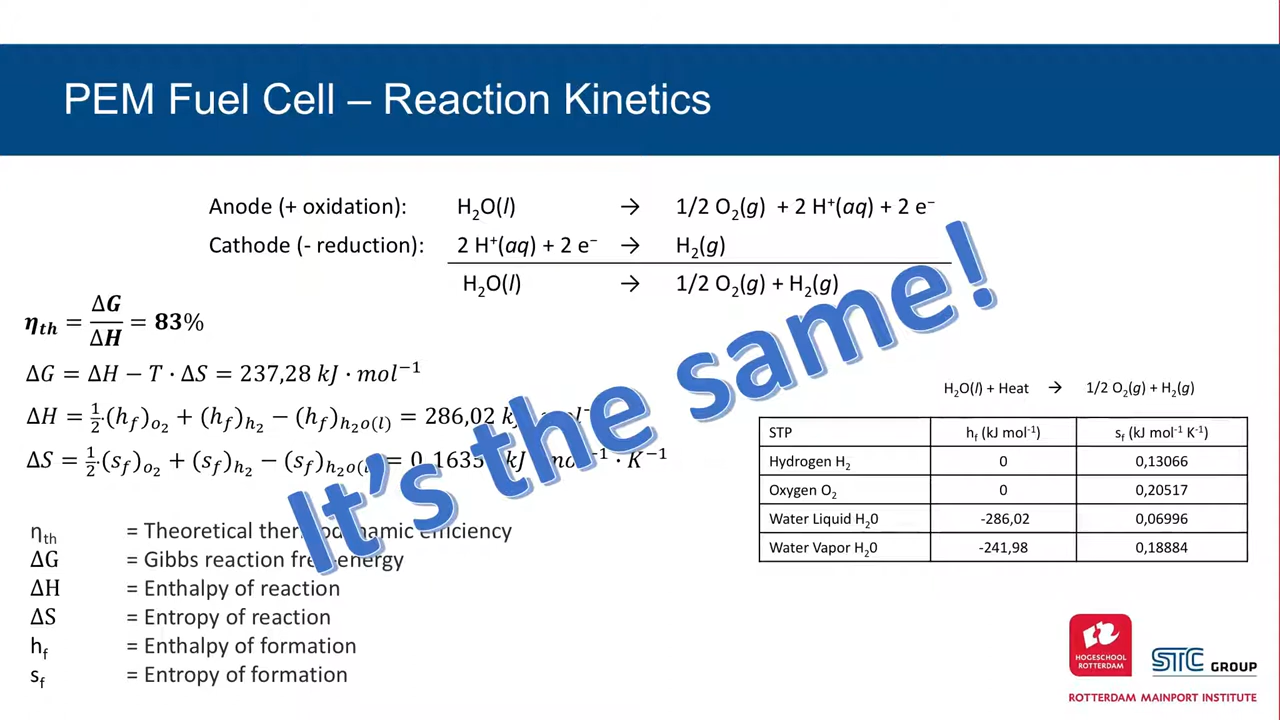 PEM Fuel Cell – Reaction Kinetics
Anode (+ oxidation): H₂O(l) → 1/2 O₂(g) + 2 H⁺(aq) + 2 e⁻
Cathode (- reduction): 2 H⁺(aq) + 2 e⁻ → H₂(g)
H₂O(l) → 1/2 O₂(g) + H₂(g)
It's the same!
η_th = ΔG/ΔH = 83%
ΔG = ΔH − T · ΔS = 237,28 kJ · mol⁻¹
ΔH = ½·(h_f)_o₂ + (h_f)_h₂ − (h_f)_h₂o(l) = 286,02
ΔS = ½·(s_f)_o₂ + (s_f)_h₂ − = 0,1635 · K⁻¹
H₂O(l) + Heat → 1/2 O₂(g) + H₂(g)
STP h_f (kJ mol⁻¹) s_f (kJ mol⁻¹ K⁻¹)
Hydrogen H₂ 0 0,13066
Oxygen O₂ 0 0,20517
Water Liquid H₂0 -286,02 0,06996
Water Vapor H₂0 -241,98 0,18884
η_th = Theoretical thermodynamic efficiency
ΔG = Gibbs reaction free energy
ΔH = Enthalpy of reaction
ΔS = Entropy of reaction
h_f = Enthalpy of formation
s_f = Entropy of formation
HOGESCHOOL
ROTTERDAM
STC GROUP
ROTTERDAM MAINPORT INSTITUTE